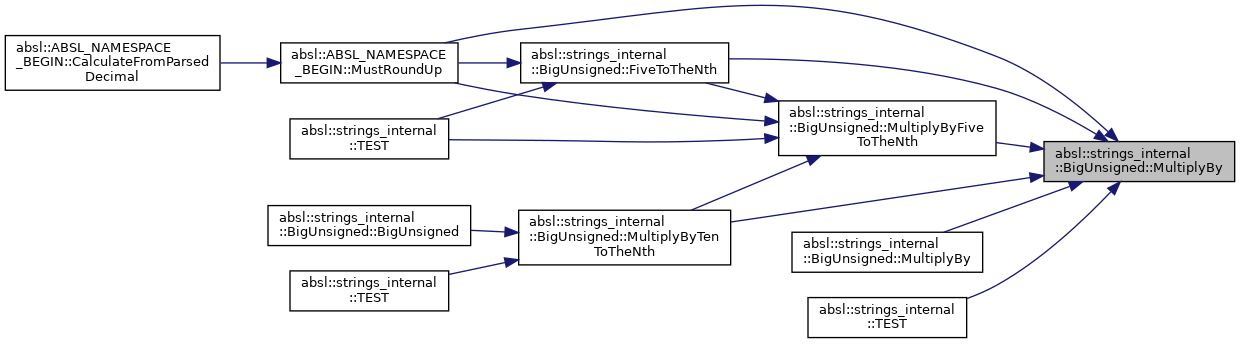 absl::ABSL_NAMESPACE
_BEGIN::CalculateFromParsed
Decimal
absl::ABSL_NAMESPACE
_BEGIN::MustRoundUp
absl::strings_internal
::TEST
absl::strings_internal
::BigUnsigned::FiveToTheNth
absl::strings_internal
::BigUnsigned::MultiplyByFive
ToTheNth
absl::strings_internal
::BigUnsigned::MultiplyBy
absl::strings_internal
::BigUnsigned::BigUnsigned
absl::strings_internal
::TEST
absl::strings_internal
::BigUnsigned::MultiplyByTen
ToTheNth
absl::strings_internal
::BigUnsigned::MultiplyBy
absl::strings_internal
::TEST